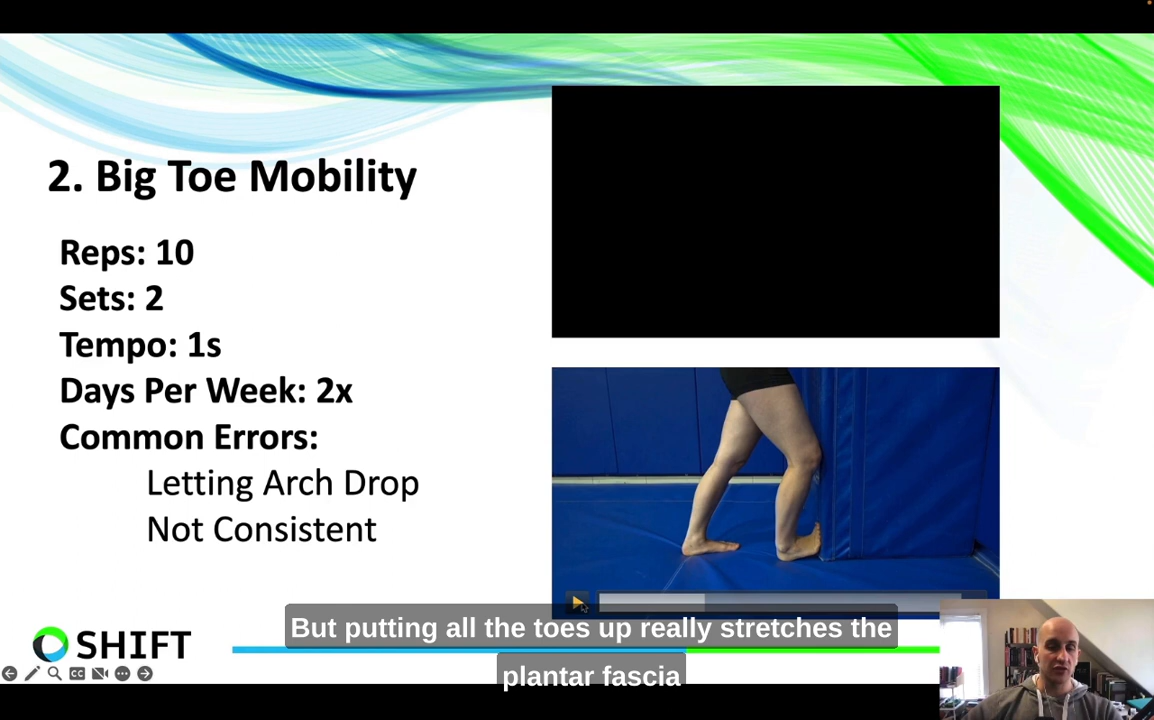 2. Big Toe Mobility
Reps: 10
Sets: 2
Tempo: 1s
Days Per Week: 2x
Common Errors:
Letting Arch Drop
Not Consistent
SHIFT
But putting all the toes up really stretches the
plantar fascia
CC